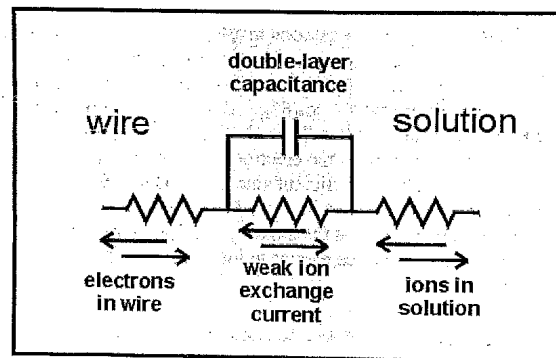 double-layer
capacitance
wire
solution
electrons
in wire
weak ion
exchange
current
ions in
solution